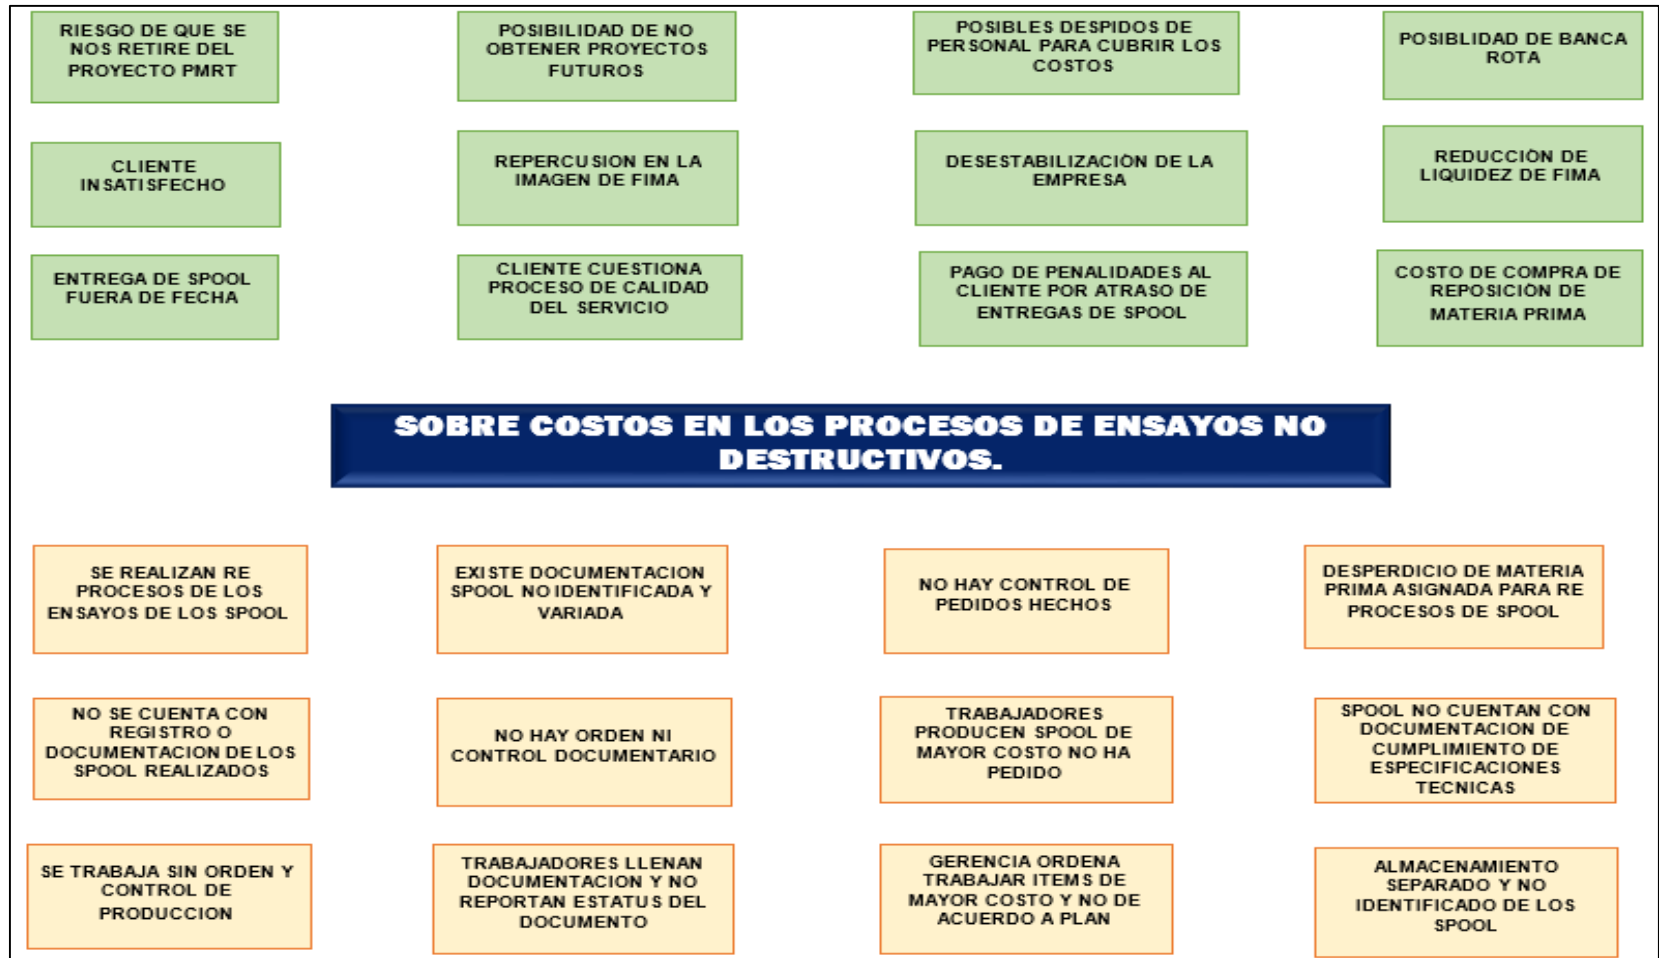 RIESGO DE QUE SE
NOS RETIRE DEL
PROYECTO PMRT
POSIBILIDAD DE NO
OBTENER PROYECTOS
FUTUROS
POSIBLES DESPIDOS DE
PERSONAL PARA CUBRIR LOS
COSTOS
POSIBLIDAD DE BANCA
ROTA
CLIENTE
INSATISFECHO
REPERCUSION EN LA
IMAGEN DE FIMA
DESESTABILIZACIÓN DE LA
EMPRESA
REDUCCIÓN DE
LIQUIDEZ DE FIMA
ENTREGA DE SPOOL
FUERA DE FECHA
CLIENTE CUESTIONA
PROCESO DE CALIDAD
DEL SERVICIO
PAGO DE PENALIDADES AL
CLIENTE POR ATRASO DE
ENTREGAS DE SPOOL
COSTO DE COMPRA DE
REPOSICIÓN DE
MATERIA PRIMA
SOBRE COSTOS EN LOS PROCESOS DE ENSAYOS NO
DESTRUCTIVOS.
SE REALIZAN RE
PROCESOS DE LOS
ENSAYOS DE LOS SPOOL
EXISTE DOCUMENTACION
SPOOL NO IDENTIFICADA Y
VARIADA
NO HAY CONTROL DE
PEDIDOS HECHOS
DESPERDICIO DE MATERIA
PRIMA ASIGNADA PARA RE
PROCESOS DE SPOOL
NO SE CUENTA CON
REGISTRO O
DOCUMENTACION DE LOS
SPOOL REALIZADOS
NO HAY ORDEN NI
CONTROL DOCUMENTARIO
TRABAJADORES
PRODUCEN SPOOL DE
MAYOR COSTO NO HA
PEDIDO
SPOOL NO CUENTAN CON
DOCUMENTACION DE
CUMPLIMIENTO DE
ESPECIFICACIONES
TECNICAS
SE TRABAJA SIN ORDEN Y
CONTROL DE
PRODUCCION
TRABAJADORES LLENAN
DOCUMENTACION Y NO
REPORTAN ESTATUS DEL
DOCUMENTO
GERENCIA ORDENA
TRABAJAR ITEMS DE
MAYOR COSTO Y NO DE
ACUERDO A PLAN
ALMACENAMIENTO
SEPARADO Y NO
IDENTIFICADO DE LOS
SPOOL